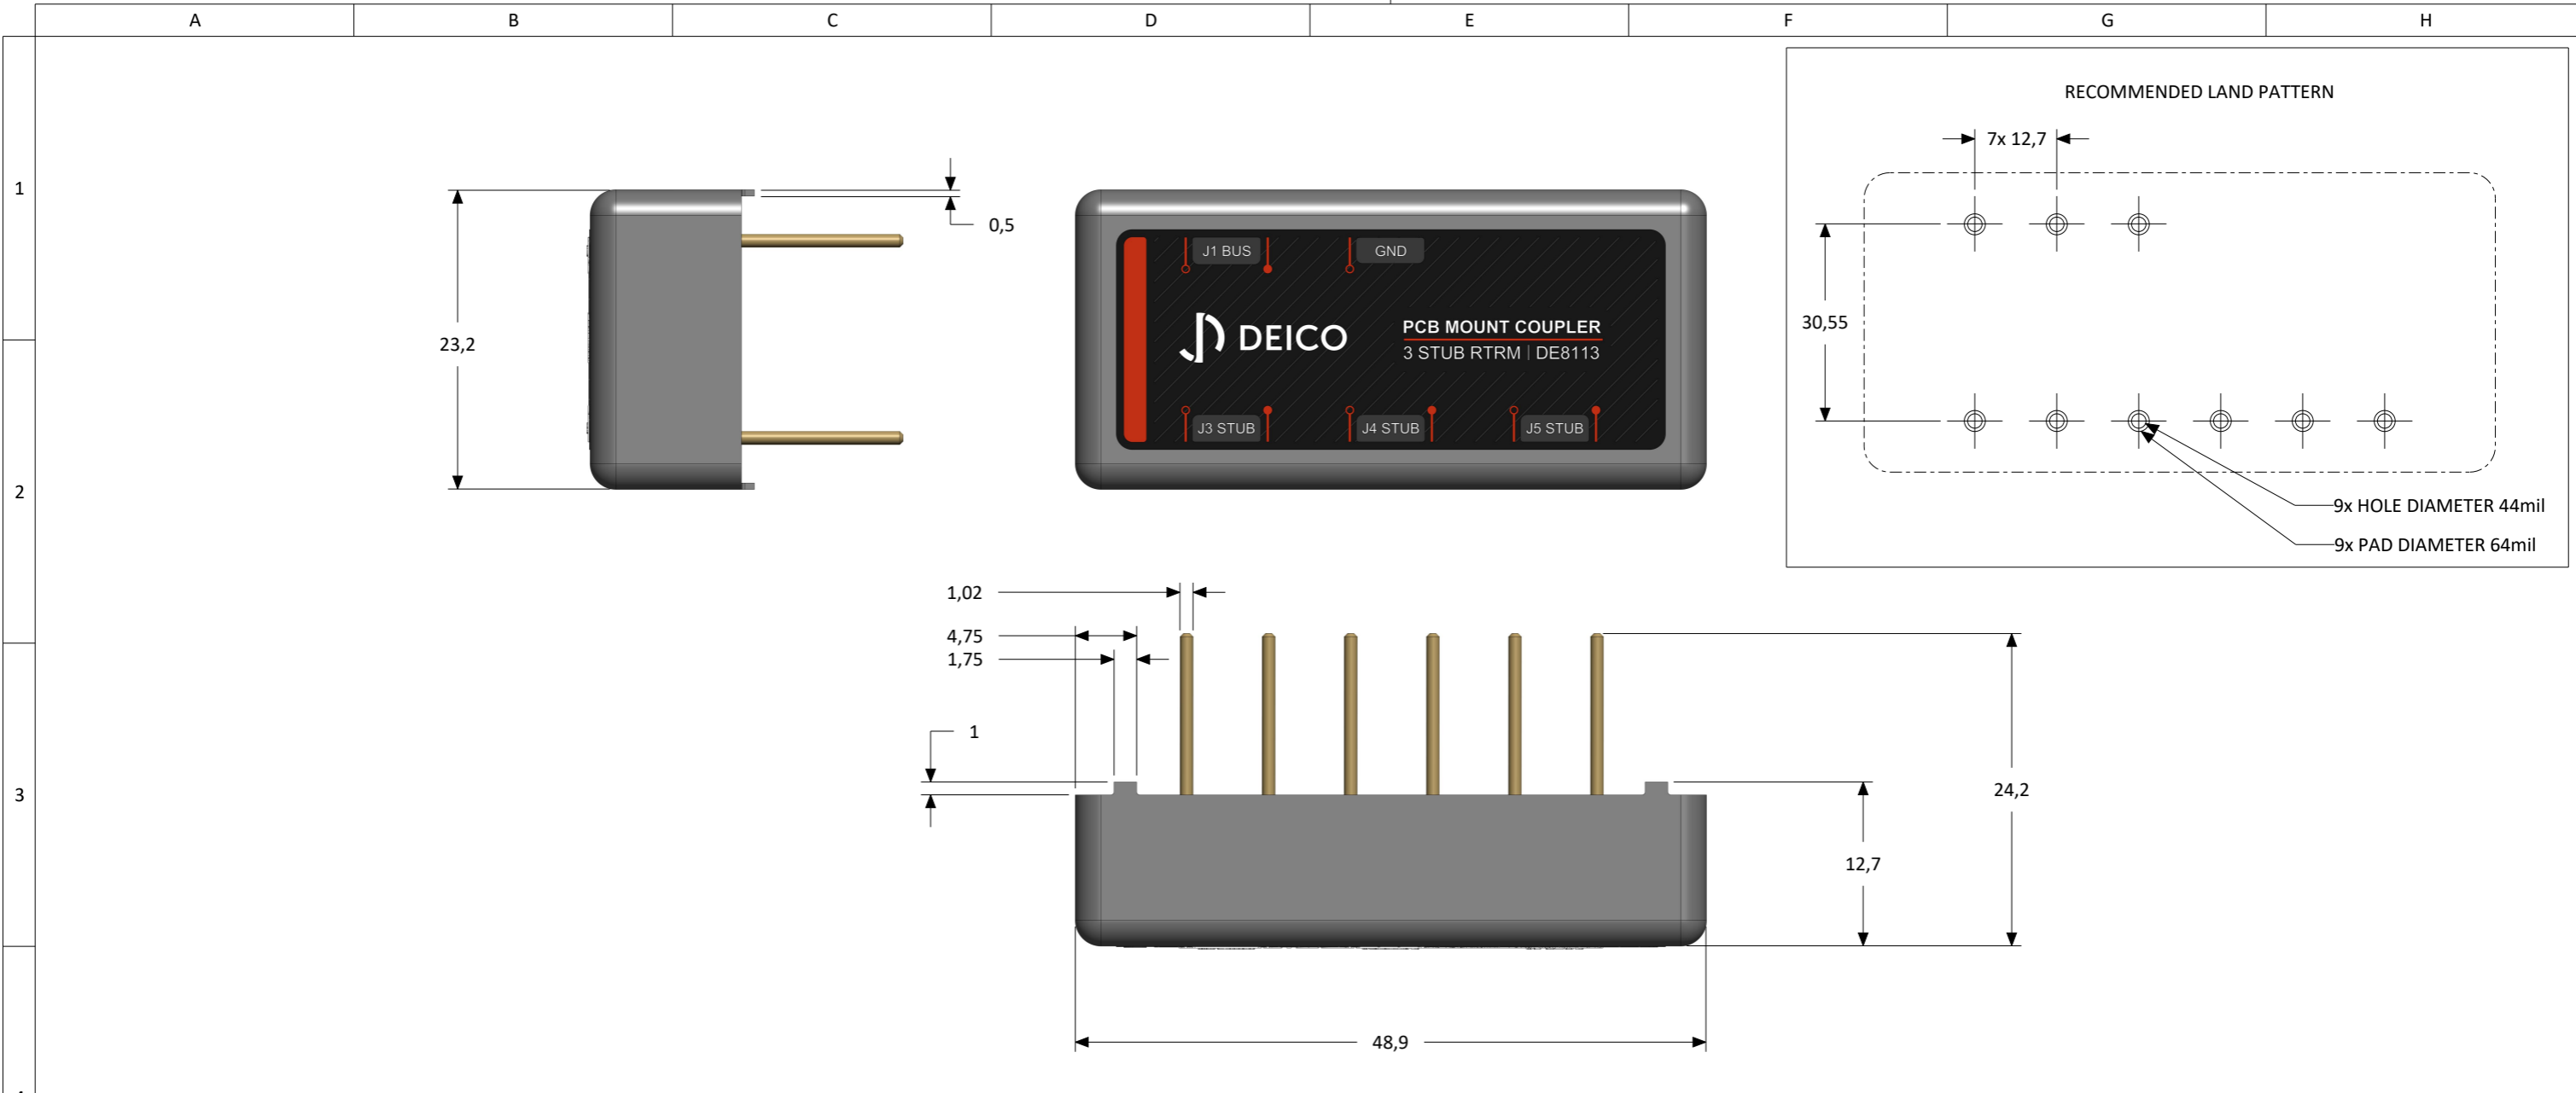 A B C D E F G H
1
2
3
RECOMMENDED LAND PATTERN
7x 12,7
30,55
9x HOLE DIAMETER 44mil
9x PAD DIAMETER 64mil
23,2
0,5
J1 BUS
GND
DEICO
PCB MOUNT COUPLER
3 STUB RTRM | DE8113
J3 STUB
J4 STUB
J5 STUB
1,02
4,75
1,75
1
24,2
12,7
48,9